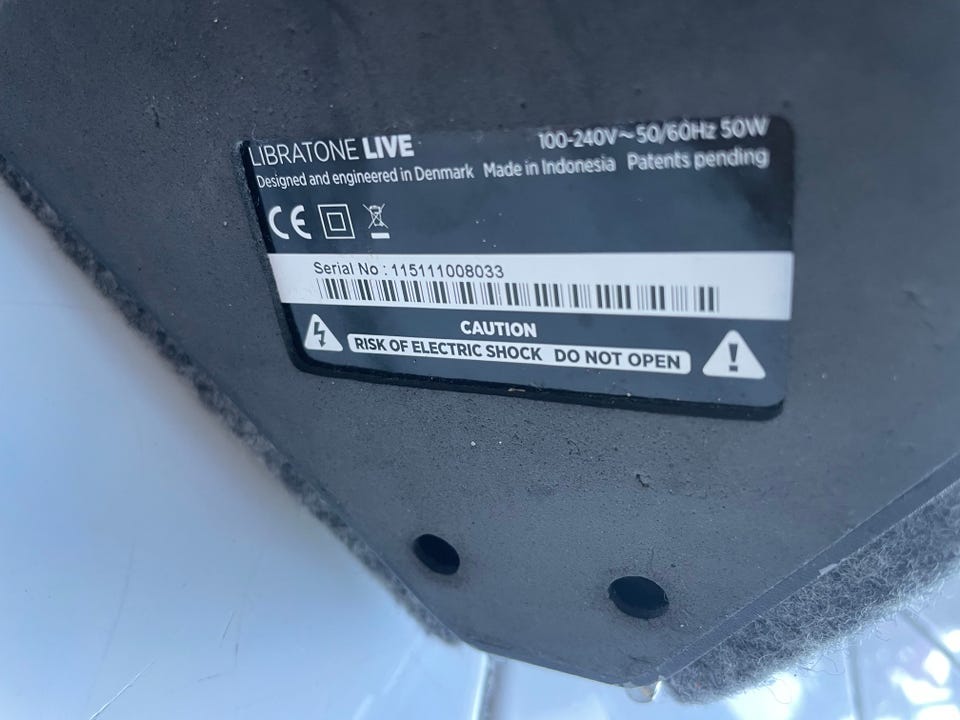 LIBRATONE LIVE
100-240V~50/60Hz 50W
Designed and engineered in Denmark Made in Indonesia Patents pending
CE
Serial No : 115111008033
CAUTION
RISK OF ELECTRIC SHOCK DO NOT OPEN